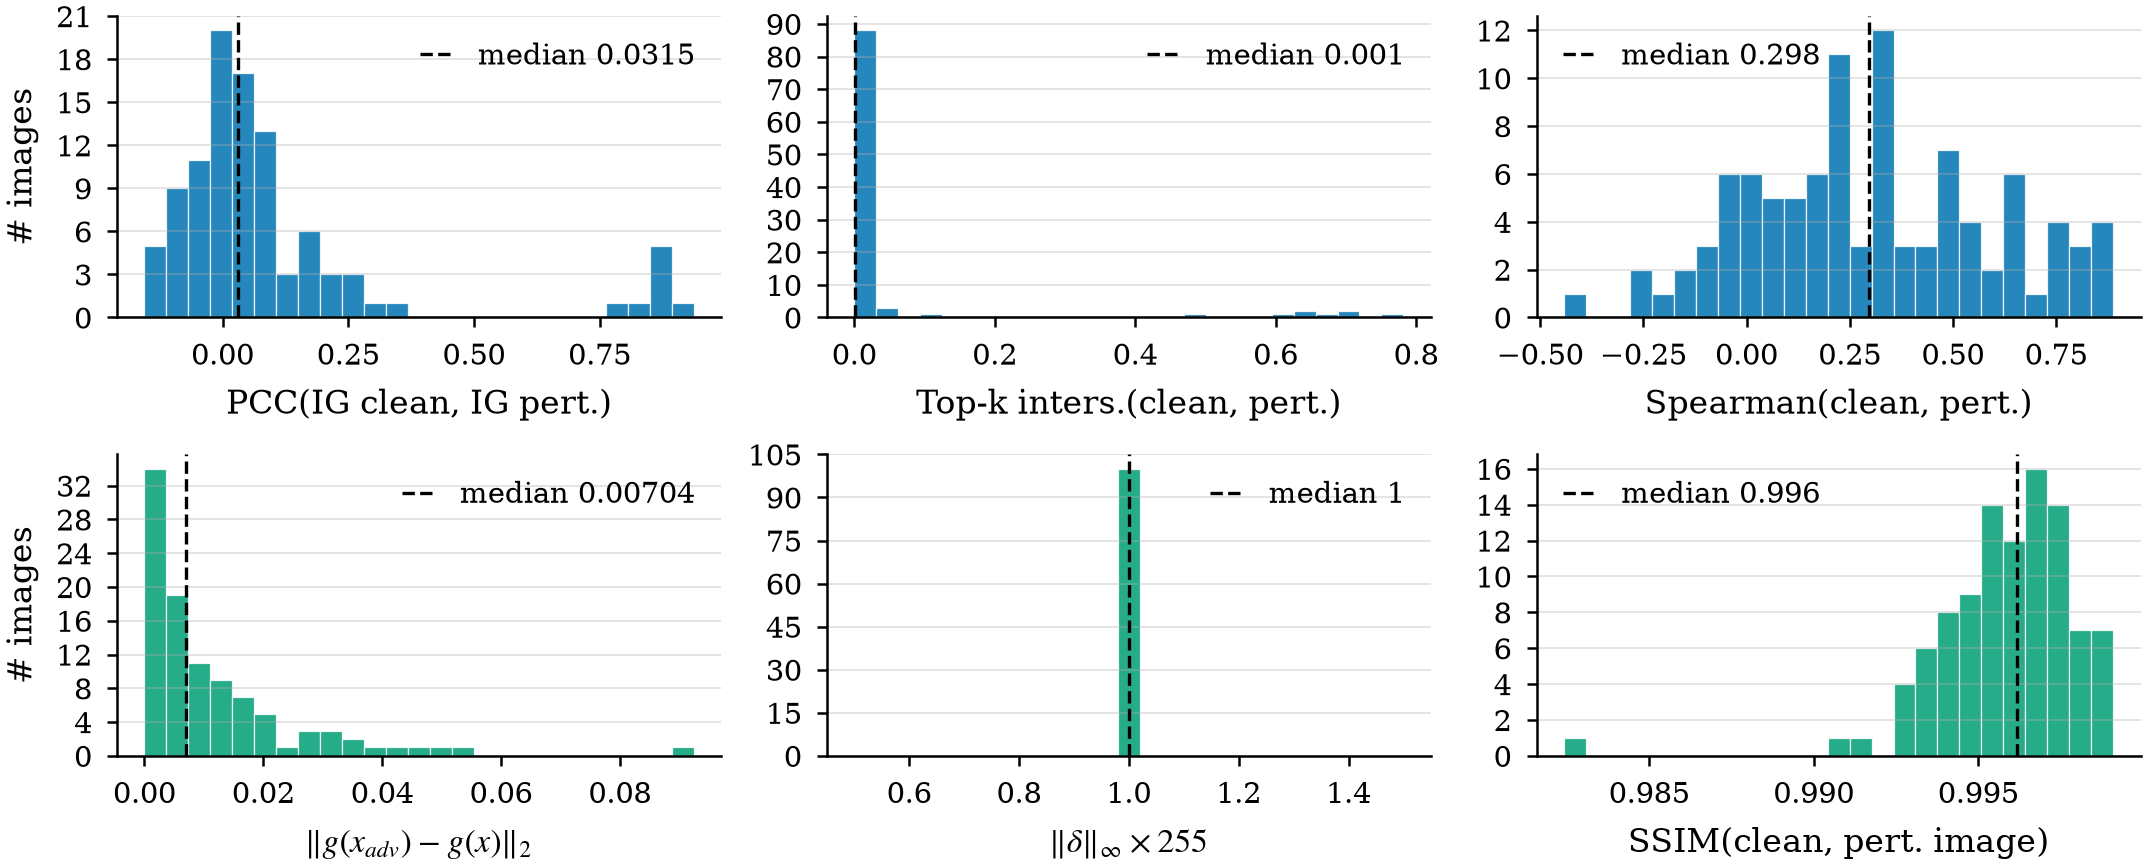 # images
21
18
15
12
9
6
3
0
median 0.0315
0.00 0.25 0.50 0.75
PCC(IG clean, IG pert.)
90
80
70
60
50
40
30
20
10
0
median 0.001
0.0 0.2 0.4 0.6 0.8
Top-k inters.(clean, pert.)
12
10
8
6
4
2
0
median 0.298
−0.50 −0.25 0.00 0.25 0.50 0.75
Spearman(clean, pert.)
# images
32
28
24
20
16
12
8
4
0
median 0.00704
0.00 0.02 0.04 0.06 0.08
‖g(x_adv) − g(x)‖₂
105
90
75
60
45
30
15
0
median 1
0.6 0.8 1.0 1.2 1.4
‖δ‖∞ × 255
16
14
12
10
8
6
4
2
0
median 0.996
0.985 0.990 0.995
SSIM(clean, pert. image)